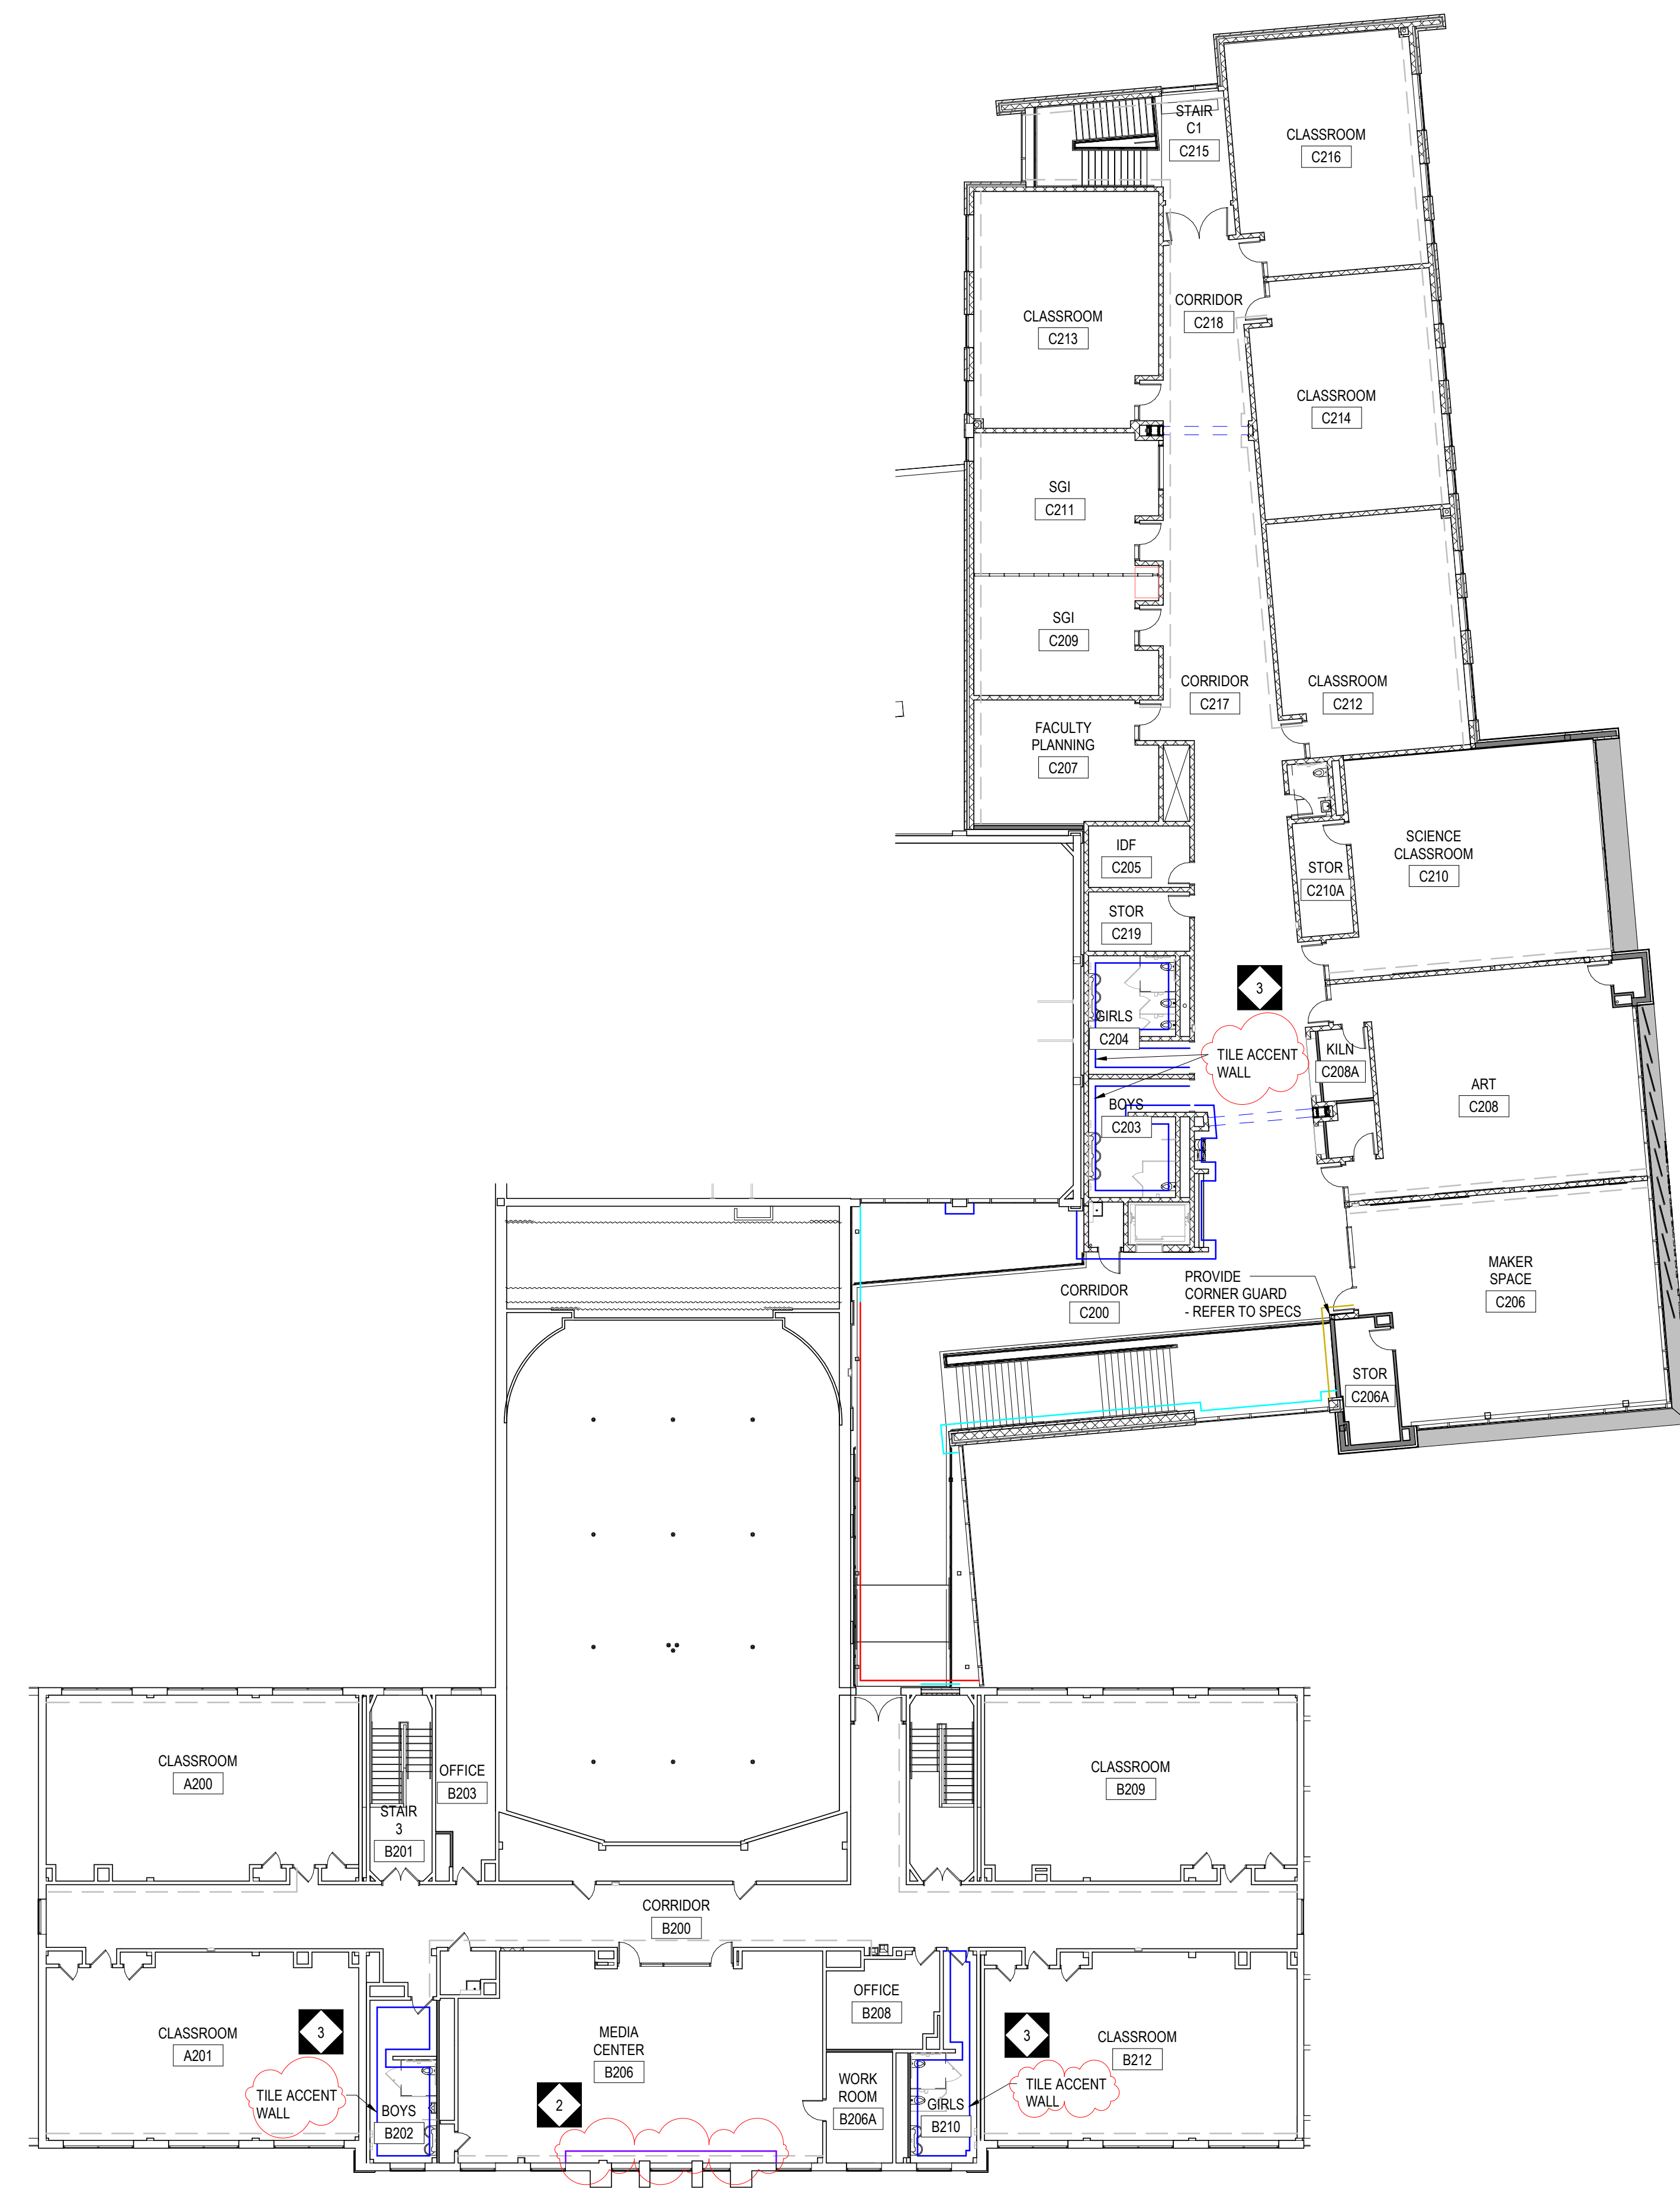 STAIR
C1
C215
CLASSROOM
C216
CLASSROOM
C213
CORRIDOR
C218
CLASSROOM
C214
SGI
C211
SGI
C209
CORRIDOR
C217
CLASSROOM
C212
FACULTY
PLANNING
C207
IDF
C205
STOR
C219
STOR
C210A
SCIENCE
CLASSROOM
C210
3
GIRLS
C204
TILE ACCENT
WALL
KILN
C208A
ART
C208
BOYS
C203
CORRIDOR
C200
PROVIDE
CORNER GUARD
- REFER TO SPECS
MAKER
SPACE
C206
STOR
C206A
CLASSROOM
A200
STAIR
3
B201
OFFICE
B203
CLASSROOM
B209
CORRIDOR
B200
CLASSROOM
A201
3
TILE ACCENT
WALL
BOYS
B202
MEDIA
CENTER
B206
2
OFFICE
B208
WORK
ROOM
B206A
GIRLS
B210
3
TILE ACCENT
WALL
CLASSROOM
B212